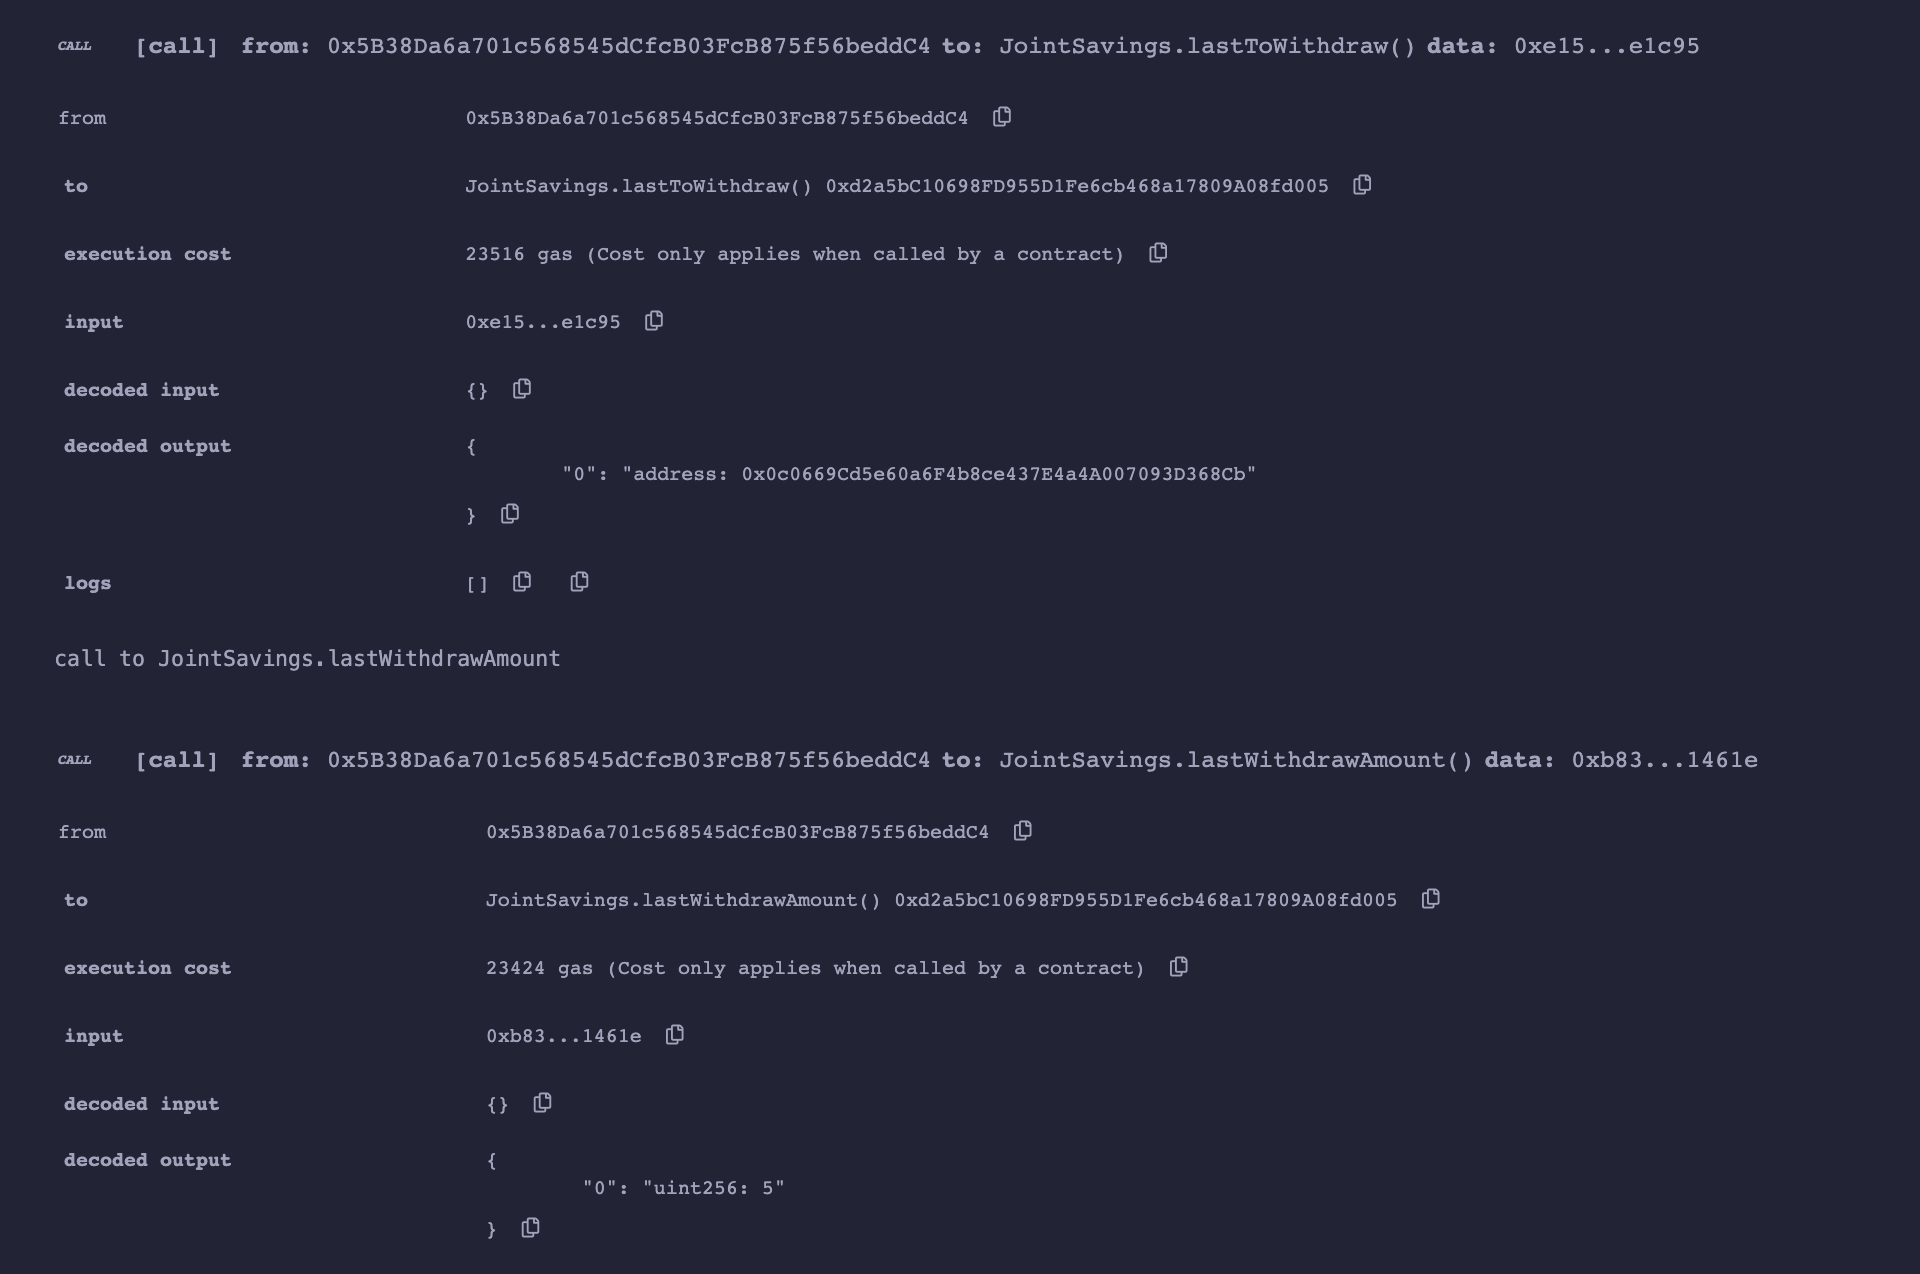 CALL [call] from: 0x5B38Da6a701c568545dCfcB03FcB875f56beddC4 to: JointSavings.lastToWithdraw() data: 0xe15...e1c95
from 0x5B38Da6a701c568545dCfcB03FcB875f56beddC4
to JointSavings.lastToWithdraw() 0xd2a5bC10698FD955D1Fe6cb468a17809A08fd005
execution cost 23516 gas (Cost only applies when called by a contract)
input 0xe15...e1c95
decoded input {}
decoded output {
"0": "address: 0x0c0669Cd5e60a6F4b8ce437E4a4A007093D368Cb"
}
logs []
call to JointSavings.lastWithdrawAmount
CALL [call] from: 0x5B38Da6a701c568545dCfcB03FcB875f56beddC4 to: JointSavings.lastWithdrawAmount() data: 0xb83...1461e
from 0x5B38Da6a701c568545dCfcB03FcB875f56beddC4
to JointSavings.lastWithdrawAmount() 0xd2a5bC10698FD955D1Fe6cb468a17809A08fd005
execution cost 23424 gas (Cost only applies when called by a contract)
input 0xb83...1461e
decoded input {}
decoded output {
"0": "uint256: 5"
}